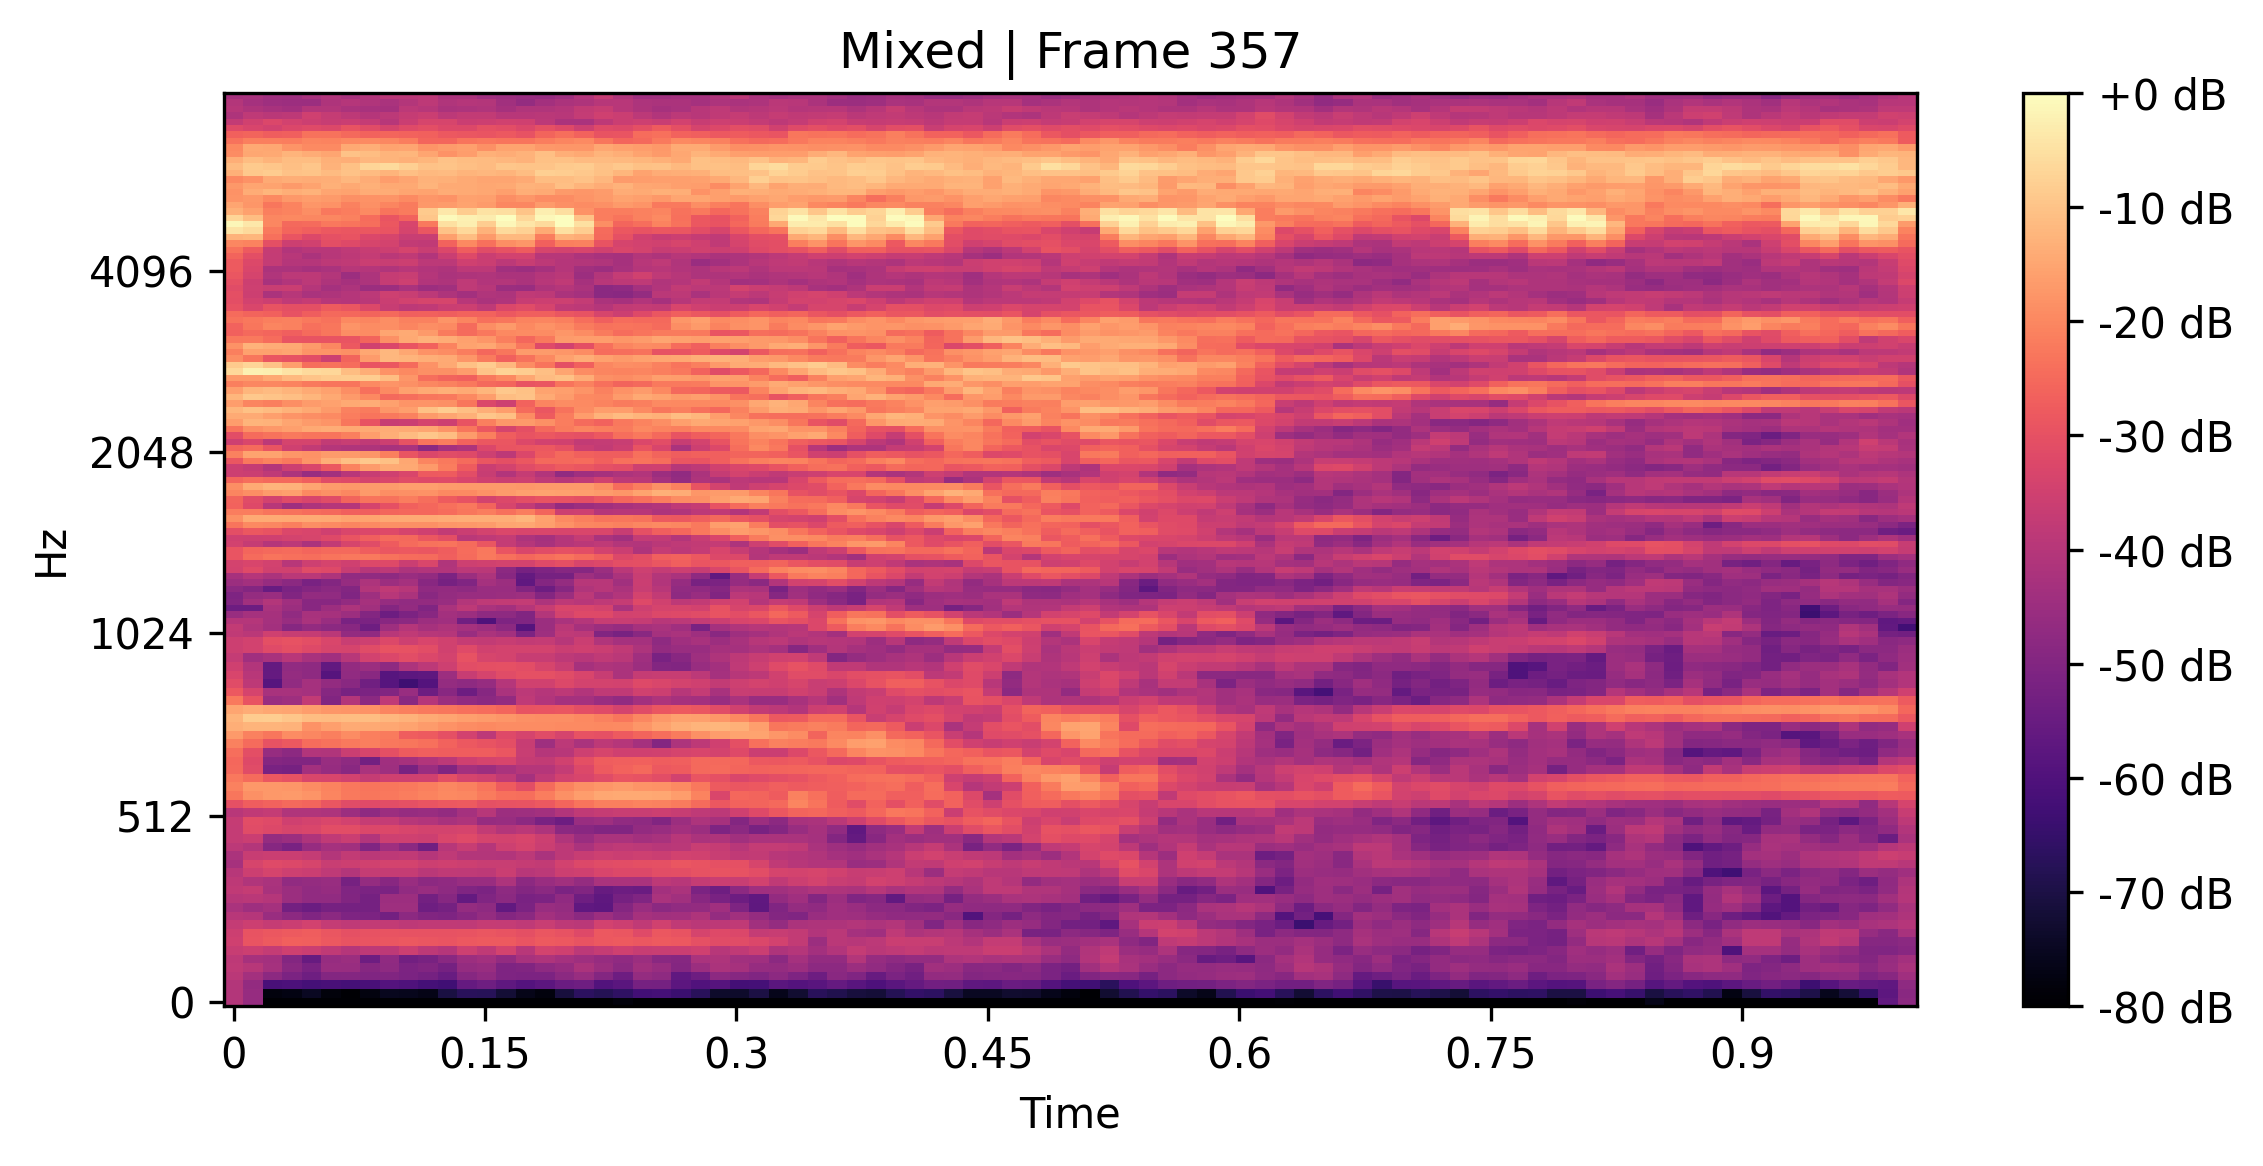 Mixed | Frame 357
+0 dB
-10 dB
-20 dB
-30 dB
-40 dB
-50 dB
-60 dB
-70 dB
-80 dB
4096
2048
1024
512
0
Hz
0 0.15 0.3 0.45 0.6 0.75 0.9
Time